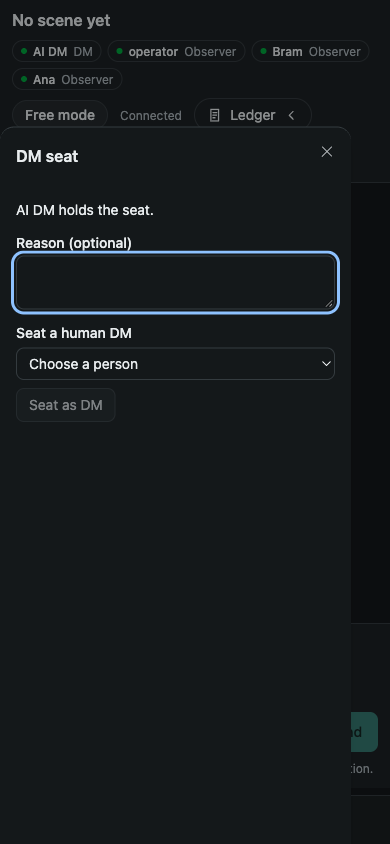 No scene yet
AI DM DM operator Observer Bram Observer
Ana Observer
Free mode Connected Ledger
DM seat
AI DM holds the seat.
Reason (optional)
Seat a human DM
Choose a person
Seat as DM